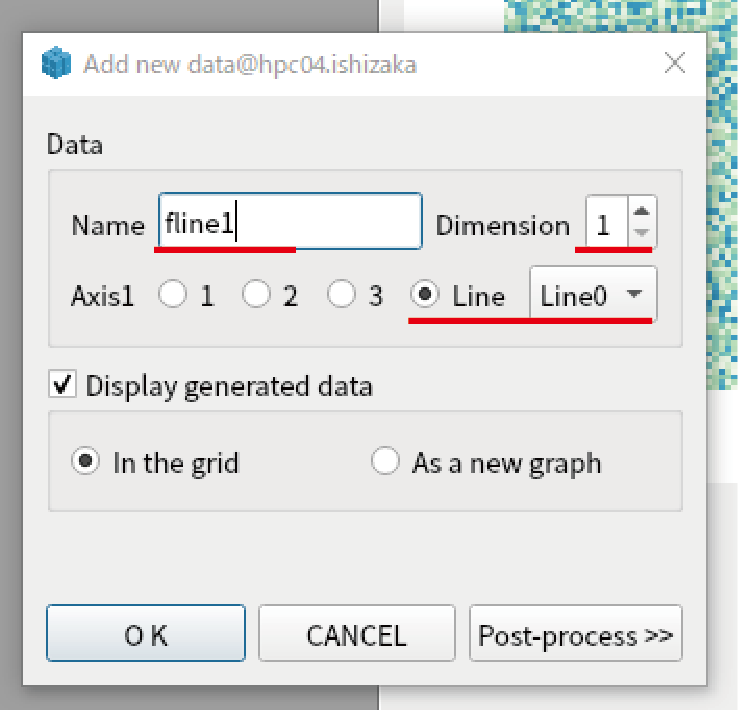 Add new data@hpc04.ishizaka
Data
Name fline1 Dimension 1
Axis1 1 2 3 Line Line0
Display generated data
In the grid As a new graph
O K CANCEL Post-process >>